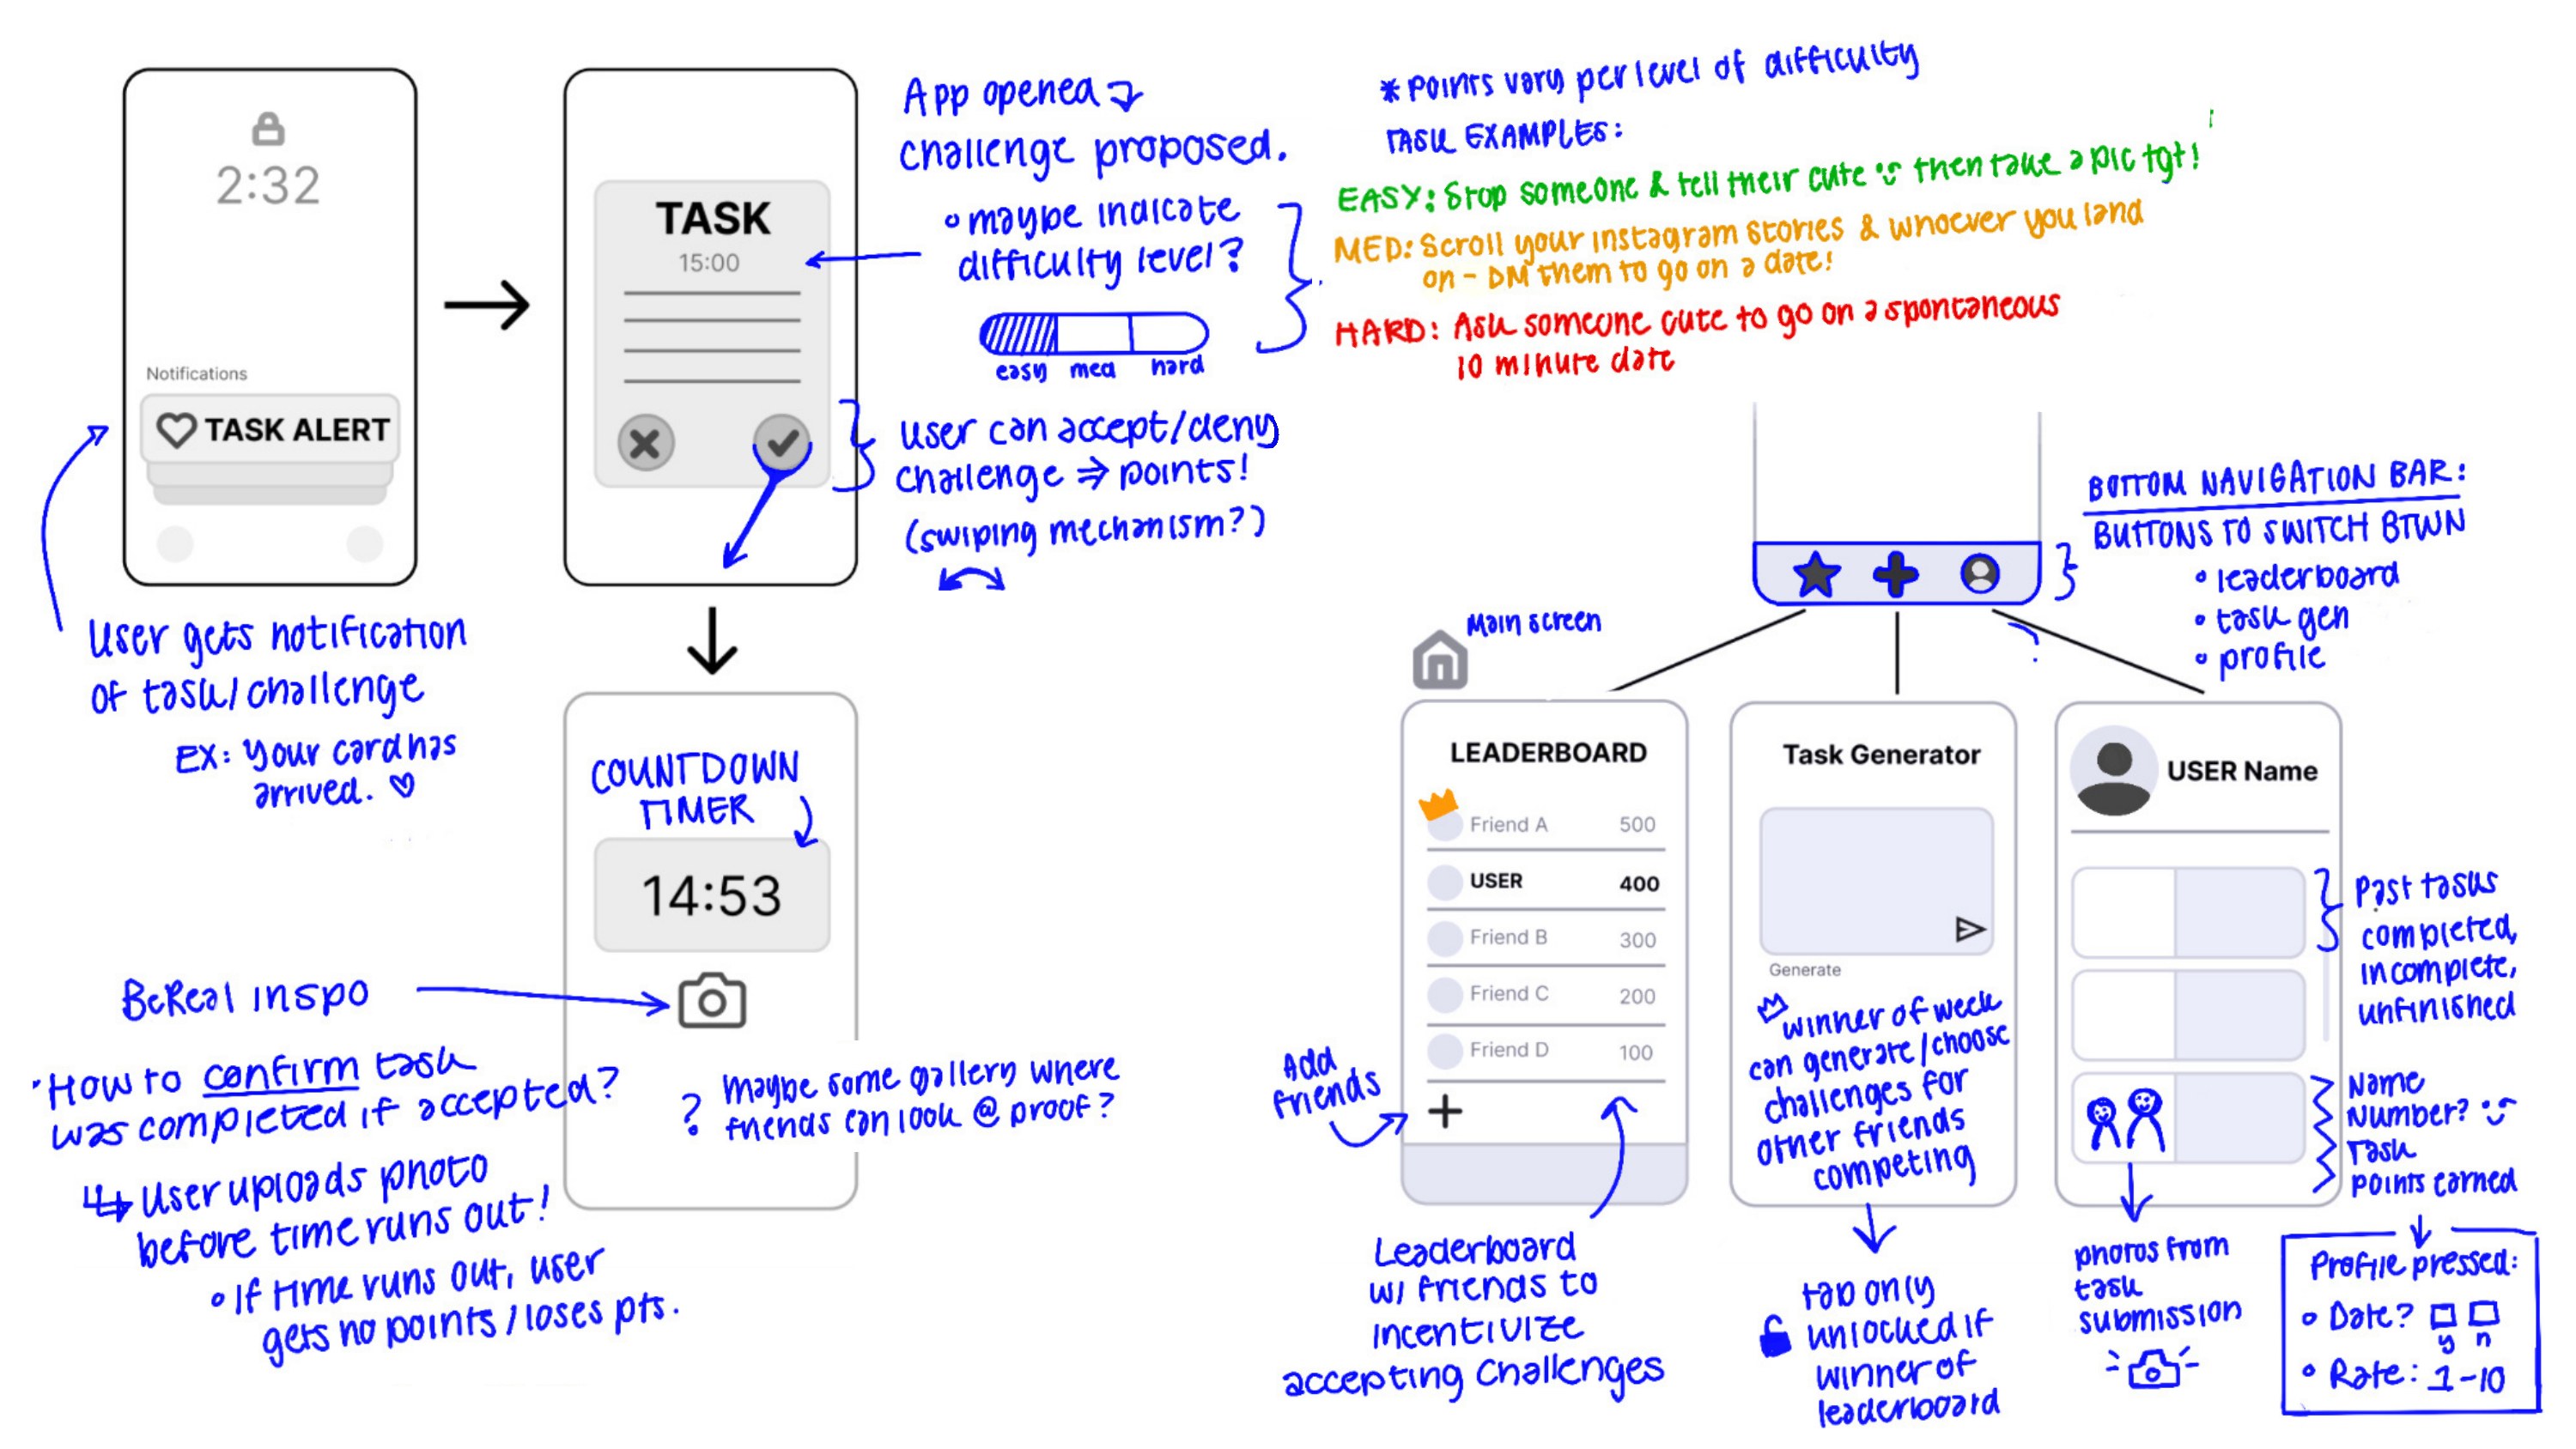 2:32
Notifications
TASK ALERT
User gets notification
of task/challenge
EX: Your card has
arrived. ♡
TASK
15:00
App opened
challenge proposed.
• maybe indicate
difficulty level?
easy med hard
user can accept/deny
challenge ⇒ points!
(swiping mechanism?)
* Points vary per level of difficulty
TASK EXAMPLES:
EASY: Stop someone & tell their cute then take a pic tgt!
MED: Scroll your instagram stories & whoever you land
on - DM them to go on a date!
HARD: Ask someone cute to go on a spontaneous
10 minute date
COUNTDOWN
TIMER
14:53
BeReal inspo
• How to confirm task
was completed if accepted?
↳ User uploads photo
before time runs out!
• If time runs out, user
gets no points / loses pts.
? Maybe some gallery where
friends can look @ proof?
BOTTOM NAVIGATION BAR:
BUTTONS TO SWITCH BTWN
• leaderboard
• task gen
• profile
?
Main screen
LEADERBOARD
Friend A 500
USER 400
Friend B 300
Friend C 200
Friend D 100
+
Add
friends
Leaderboard
w/ friends to
incentivize
accepting challenges
Task Generator
Generate
winner of week
can generate/choose
challenges for
other friends
competing
tab only
unlocked if
winner of
leaderboard
USER Name
Past tasks
completed,
incomplete,
unfinished
Name
Number?
Task
Points earned
photos from
task
submission
Profile pressed:
• Date? □ □
y n
• Rate: 1-10